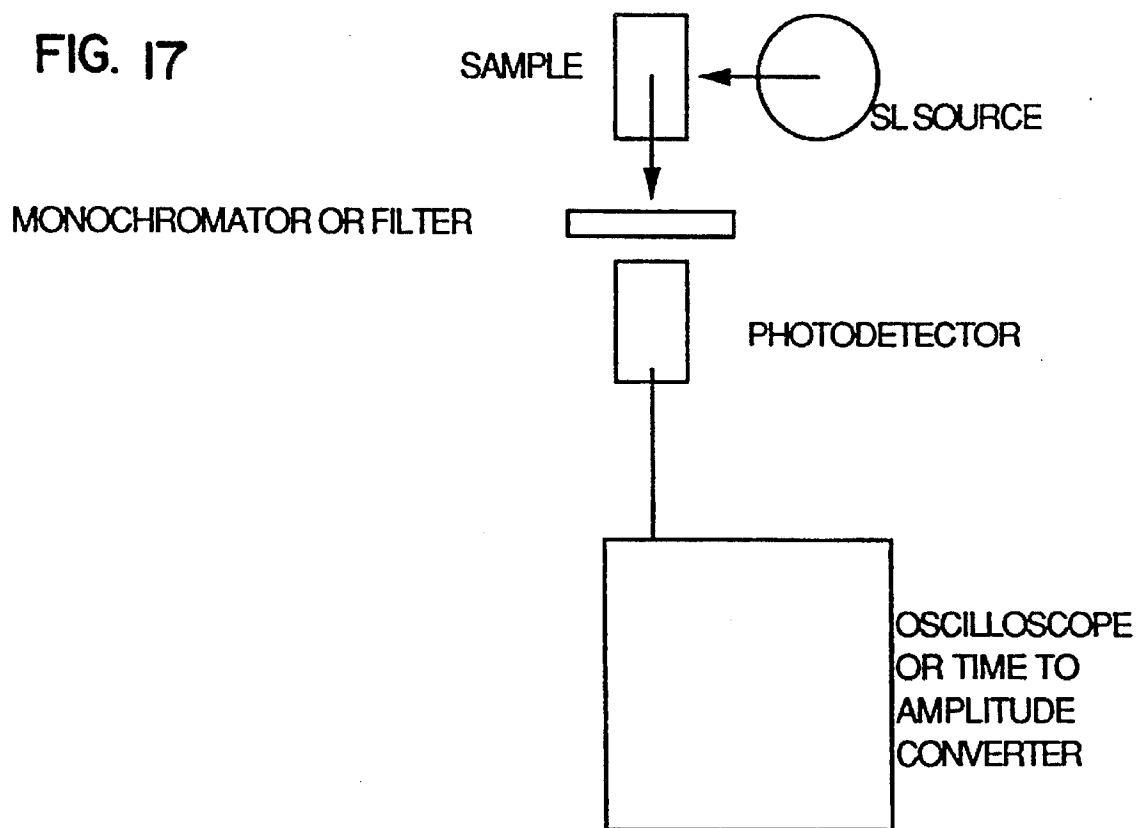 FIG. 17
SAMPLE
SL SOURCE
MONOCHROMATOR OR FILTER
PHOTODETECTOR
OSCILLOSCOPE
OR TIME TO
AMPLITUDE
CONVERTER